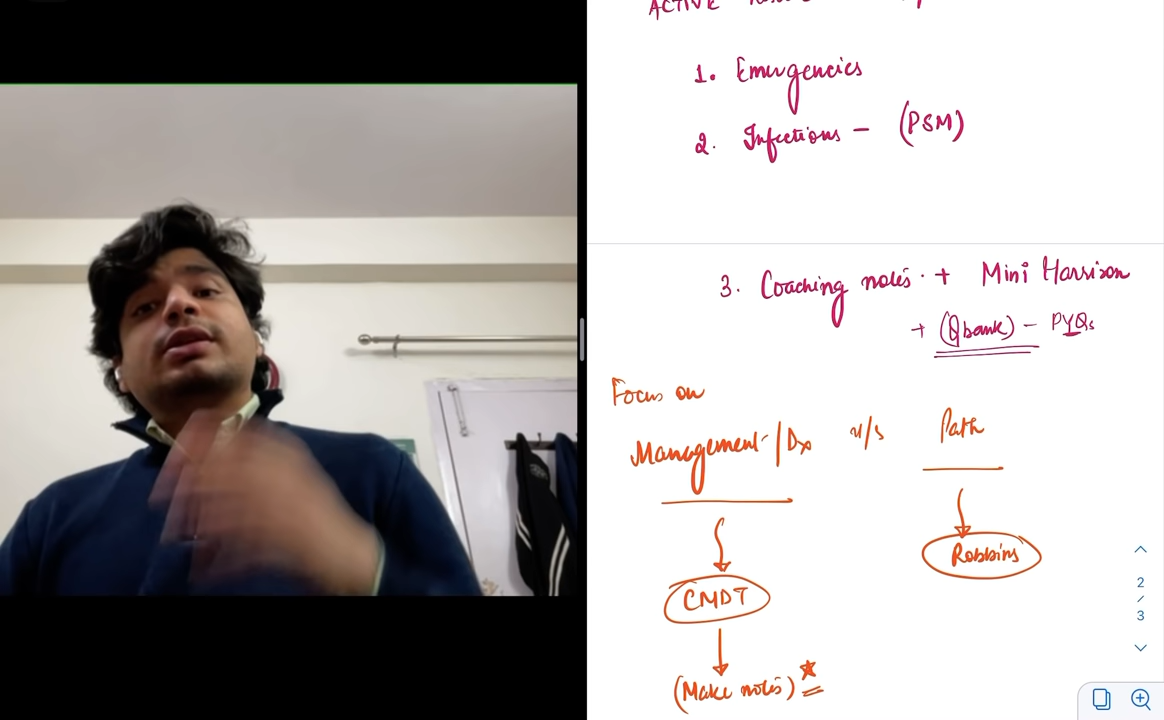 ACTIVE
1. Emergencies
2. Infections - (PSM)
3. Coaching notes + Mini Harrison
+ (Qbank) - PYQs
Focus on
Management / Dx v/s Path
CMDT
Robbins
(Make notes)
2
/
3